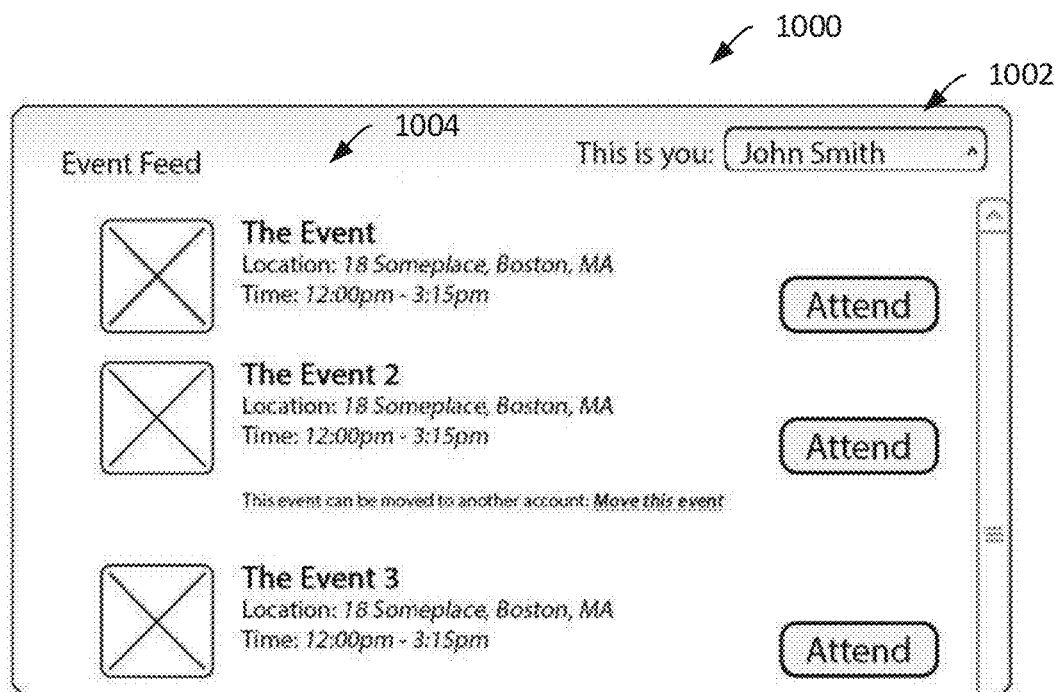 1000
1002
1004
Event Feed
This is you: John Smith ^
The Event
Location: 18 Someplace, Boston, MA
Time: 12:00pm - 3:15pm
Attend
The Event 2
Location: 18 Someplace, Boston, MA
Time: 12:00pm - 3:15pm
Attend
This event can be moved to another account: Move this event
The Event 3
Location: 18 Someplace, Boston, MA
Time: 12:00pm - 3:15pm
Attend